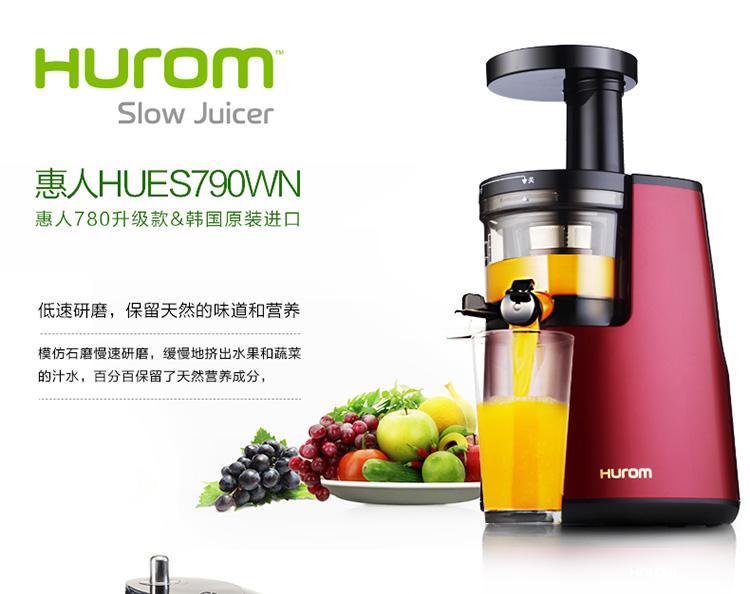 Hurom™
Slow Juicer
惠人HUES790WN
惠人780升级款&韩国原装进口
低速研磨，保留天然的味道和营养
模仿石磨慢速研磨，缓慢地挤出水果和蔬菜
的汁水，百分百保留了天然营养成分，
关
Hurom